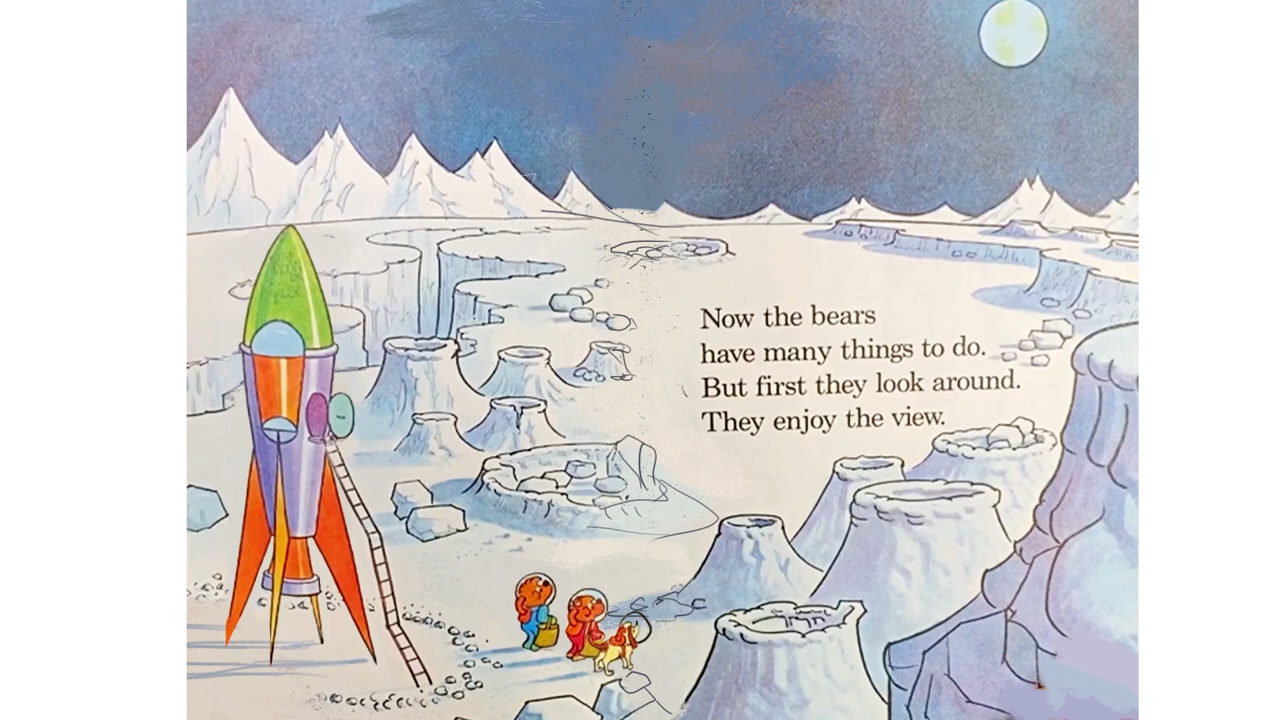 Now the bears
have many things to do.
But first they look around.
They enjoy the view.